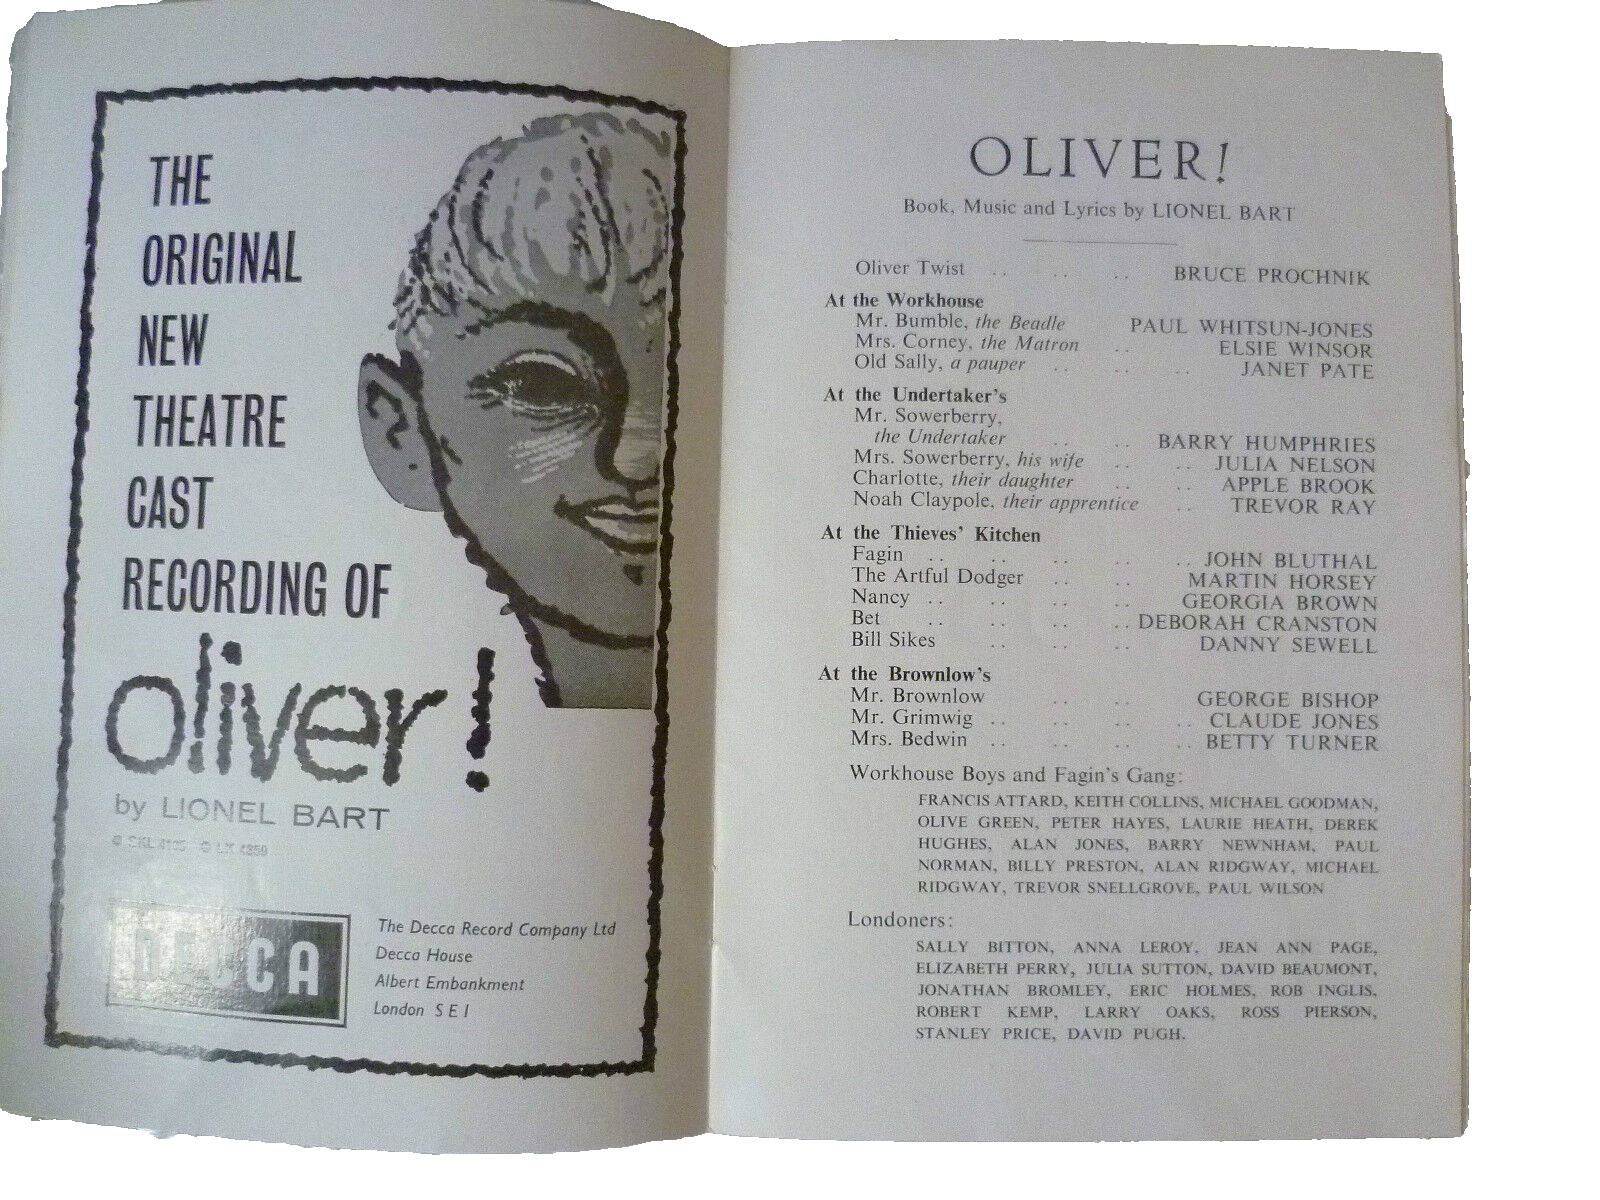 THE
ORIGINAL
NEW
THEATRE
CAST
RECORDING OF
oliver!
by LIONEL BART
DECCA
The Decca Record Company Ltd
Decca House
Albert Embankment
London SE1
OLIVER!
Book, Music and Lyrics by LIONEL BART
Oliver Twist .. .. .. BRUCE PROCHNIK
At the Workhouse
Mr. Bumble, the Beadle PAUL WHITSUN-JONES
Mrs. Corney, the Matron .. ELSIE WINSOR
Old Sally, a pauper .. .. .. JANET PATE
At the Undertaker's
Mr. Sowerberry,
the Undertaker .. .. BARRY HUMPHRIES
Mrs. Sowerberry, his wife .. .. JULIA NELSON
Charlotte, their daughter .. .. APPLE BROOK
Noah Claypole, their apprentice .. TREVOR RAY
At the Thieves' Kitchen
Fagin .. .. .. .. .. JOHN BLUTHAL
The Artful Dodger .. .. MARTIN HORSEY
Nancy .. .. .. .. GEORGIA BROWN
Bet .. .. .. .. DEBORAH CRANSTON
Bill Sikes .. .. .. DANNY SEWELL
At the Brownlow's
Mr. Brownlow .. .. GEORGE BISHOP
Mr. Grimwig .. .. .. .. CLAUDE JONES
Mrs. Bedwin .. .. .. .. BETTY TURNER
Workhouse Boys and Fagin's Gang:
FRANCIS ATTARD, KEITH COLLINS, MICHAEL GOODMAN,
OLIVE GREEN, PETER HAYES, LAURIE HEATH, DEREK
HUGHES, ALAN JONES, BARRY NEWNHAM, PAUL
NORMAN, BILLY PRESTON, ALAN RIDGWAY, MICHAEL
RIDGWAY, TREVOR SNELLGROVE, PAUL WILSON
Londoners:
SALLY BITTON, ANNA LEROY, JEAN ANN PAGE,
ELIZABETH PERRY, JULIA SUTTON, DAVID BEAUMONT,
JONATHAN BROMLEY, ERIC HOLMES, ROB INGLIS,
ROBERT KEMP, LARRY OAKS, ROSS PIERSON,
STANLEY PRICE, DAVID PUGH.